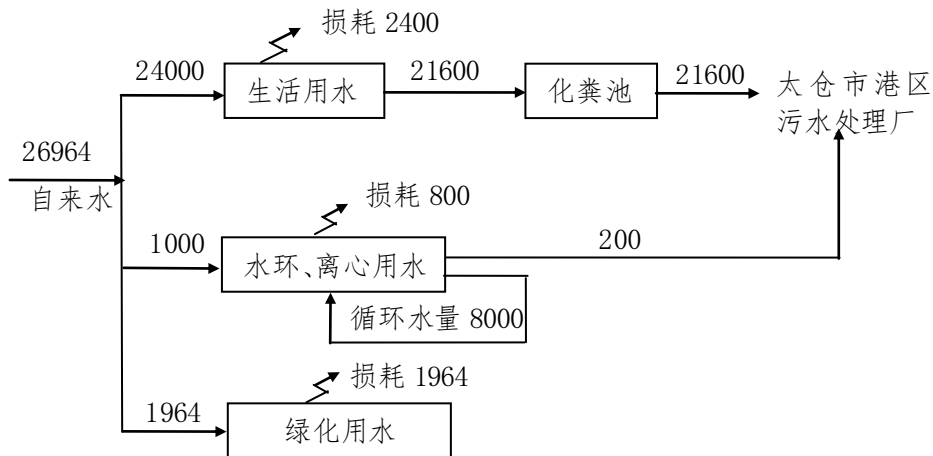 损耗 2400
24000
生活用水
21600
化粪池
21600
太仓市港区
污水处理厂
26964
自来水
损耗 800
1000
水环、离心用水
200
循环水量 8000
损耗 1964
1964
绿化用水